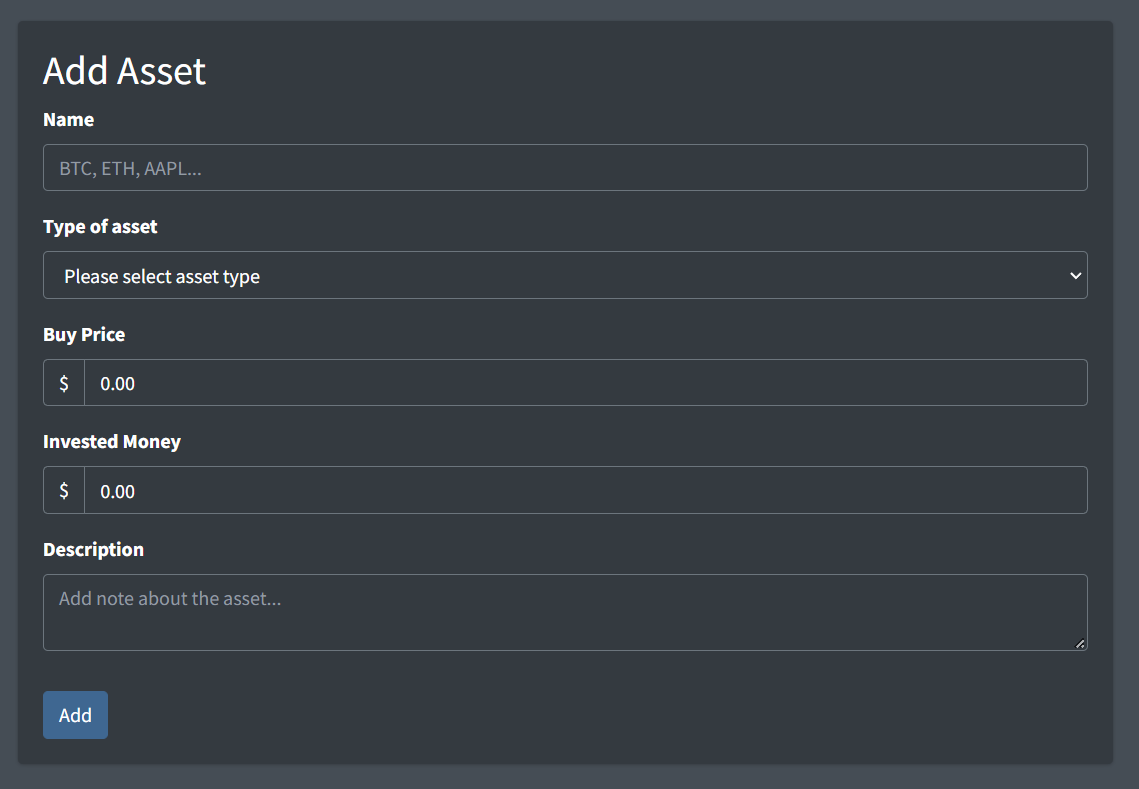 Add Asset
Name
BTC, ETH, AAPL...
Type of asset
Please select asset type
Buy Price
$ 0.00
Invested Money
$ 0.00
Description
Add note about the asset...
Add